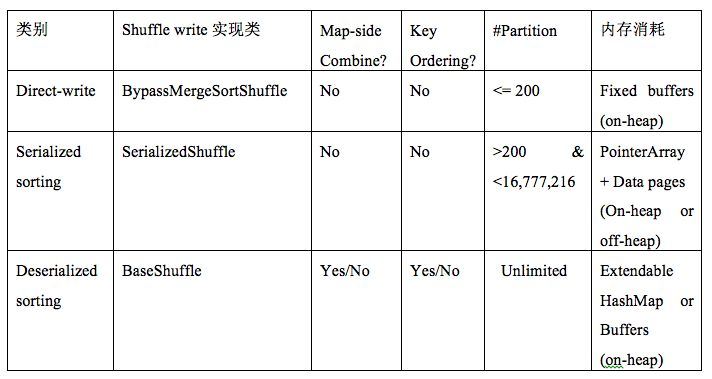 类别 Shuffle write 实现类 Map-side Combine? Key Ordering? #Partition 内存消耗
Direct-write BypassMergeSortShuffle No No <= 200 Fixed buffers (on-heap)
Serialized sorting SerializedShuffle No No >200 & <16,777,216 PointerArray + Data pages (On-heap or off-heap)
Deserialized sorting BaseShuffle Yes/No Yes/No Unlimited Extendable HashMap or Buffers (on-heap)